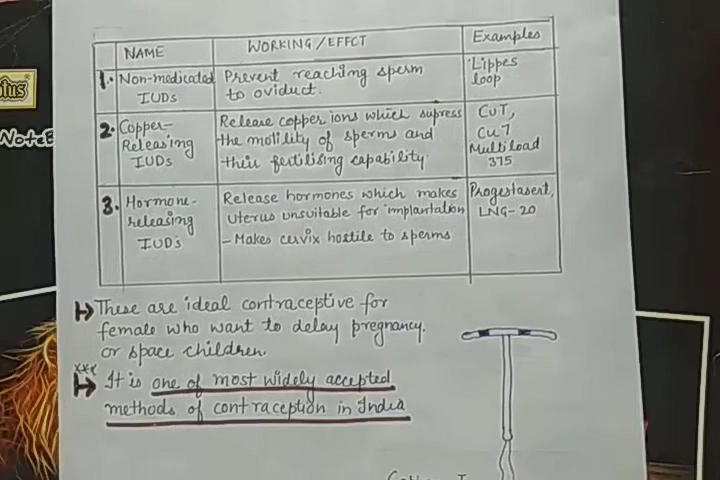 NAME WORKING/EFFCT Examples
1. Non-medicated Prevent reaching sperm Lippes
IUDs to oviduct. loop
2. Copper- Release copper ions which supress CuT,
Releasing the motility of sperms and Cu7
IUDs their fertilising capability. Multiload
375
3. Hormone- Release hormones which makes Progestasert,
releasing uterus unsuitable for implantation LNG-20
IUD's - Makes cervix hostile to sperms
These are ideal contraceptive for
female who want to delay pregnancy.
or space children.
***
It is one of most widely accepted
methods of contraception in India
lus
Note